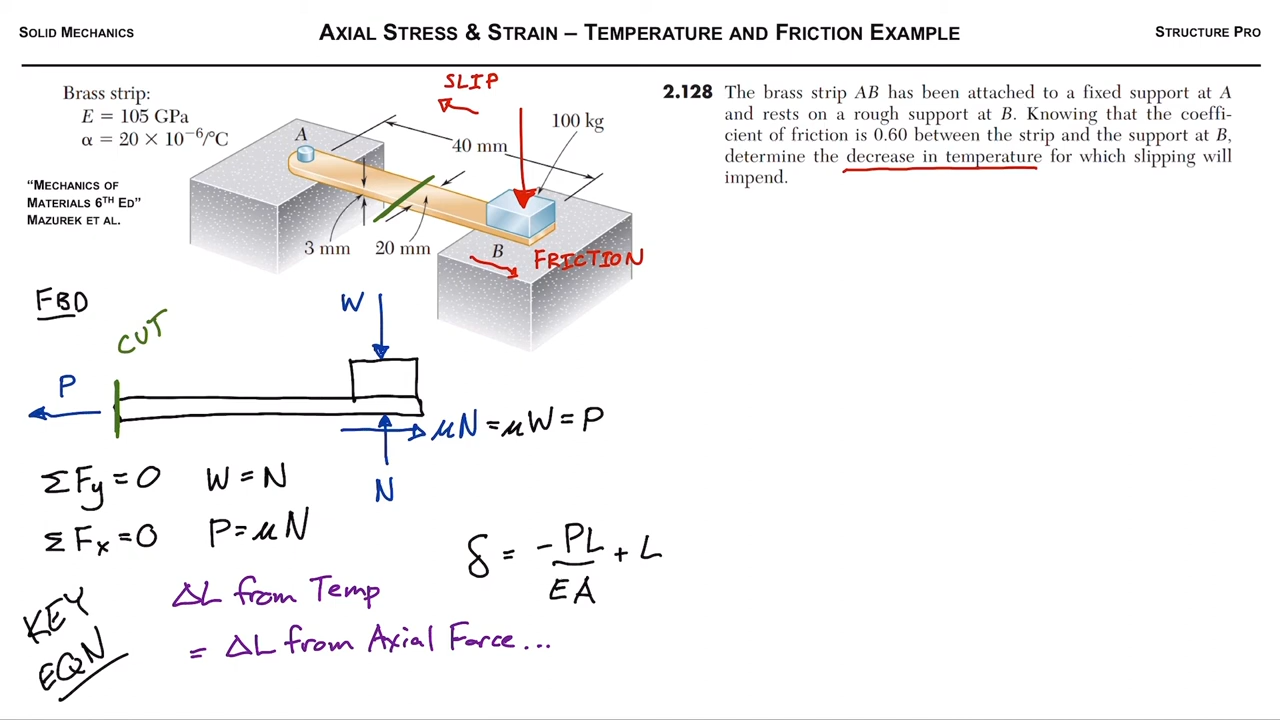 SOLID MECHANICS
AXIAL STRESS & STRAIN – TEMPERATURE AND FRICTION EXAMPLE
STRUCTURE PRO
Brass strip:
E = 105 GPa
α = 20 × 10⁻⁶/°C
"MECHANICS OF
MATERIALS 6TH ED"
MAZUREK ET AL.
SLIP
A
100 kg
40 mm
3 mm
20 mm
B
FRICTION
2.128 The brass strip AB has been attached to a fixed support at A
and rests on a rough support at B. Knowing that the coeffi-
cient of friction is 0.60 between the strip and the support at B,
determine the decrease in temperature for which slipping will
impend.
FBD
CUT
W
P
μN = μW = P
N
ΣFy = 0 W = N
ΣFx = 0 P = μN
δ = -PL/EA + L
KEY
EQN
ΔL from Temp
= ΔL from Axial Force...